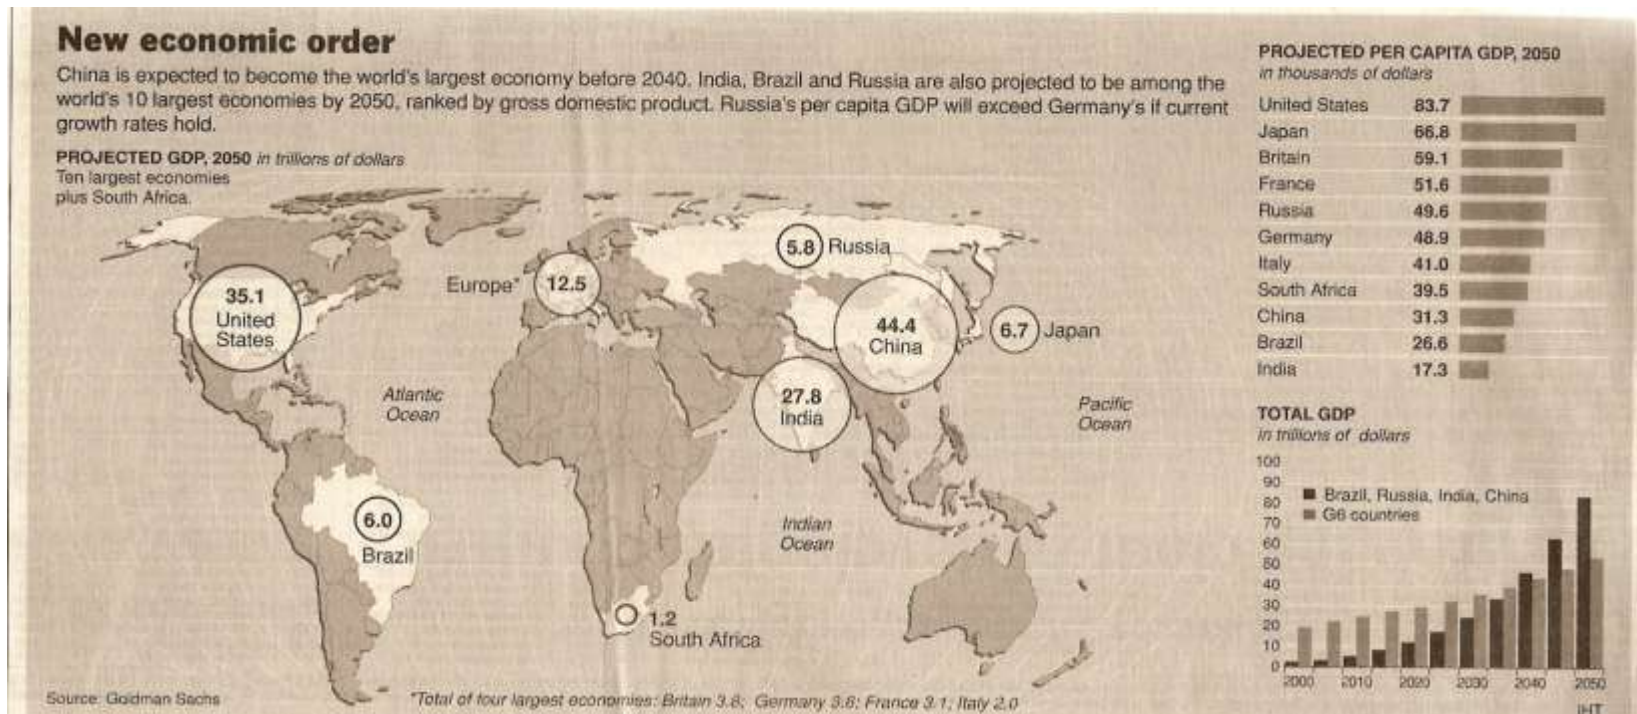 New economic order
China is expected to become the world's largest economy before 2040. India, Brazil and Russia are also projected to be among the
world's 10 largest economies by 2050, ranked by gross domestic product. Russia's per capita GDP will exceed Germany's if current
growth rates hold.
PROJECTED GDP, 2050 in trillions of dollars
Ten largest economies
plus South Africa.
35.1
United
States
Europe*
12.5
5.8 Russia
44.4
China
6.7 Japan
27.8
India
Atlantic
Ocean
Pacific
Ocean
6.0
Brazil
Indian
Ocean
1.2
South Africa
Source: Goldman Sachs
*Total of four largest economies: Britain 3.8; Germany 3.6; France 3.1; Italy 2.0
PROJECTED PER CAPITA GDP, 2050
in thousands of dollars
United States 83.7
Japan 66.8
Britain 59.1
France 51.6
Russia 49.6
Germany 48.9
Italy 41.0
South Africa 39.5
China 31.3
Brazil 26.6
India 17.3
TOTAL GDP
in trillions of dollars
100
90
80
70
60
50
40
30
20
10
0
Brazil, Russia, India, China
G6 countries
2000 2010 2020 2030 2040 2050
IHT